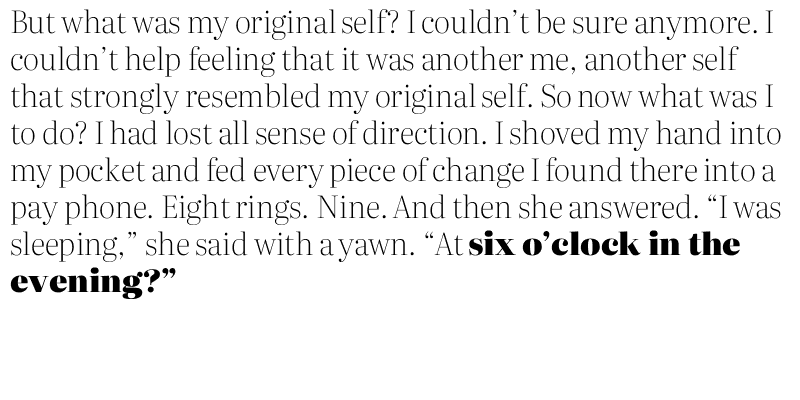 But what was my original self? I couldn’t be sure anymore. I
couldn’t help feeling that it was another me, another self
that strongly resembled my original self. So now what was I
to do? I had lost all sense of direction. I shoved my hand into
my pocket and fed every piece of change I found there into a
pay phone. Eight rings. Nine. And then she answered. “I was
sleeping,” she said with a yawn. “At six o’clock in the
evening?”